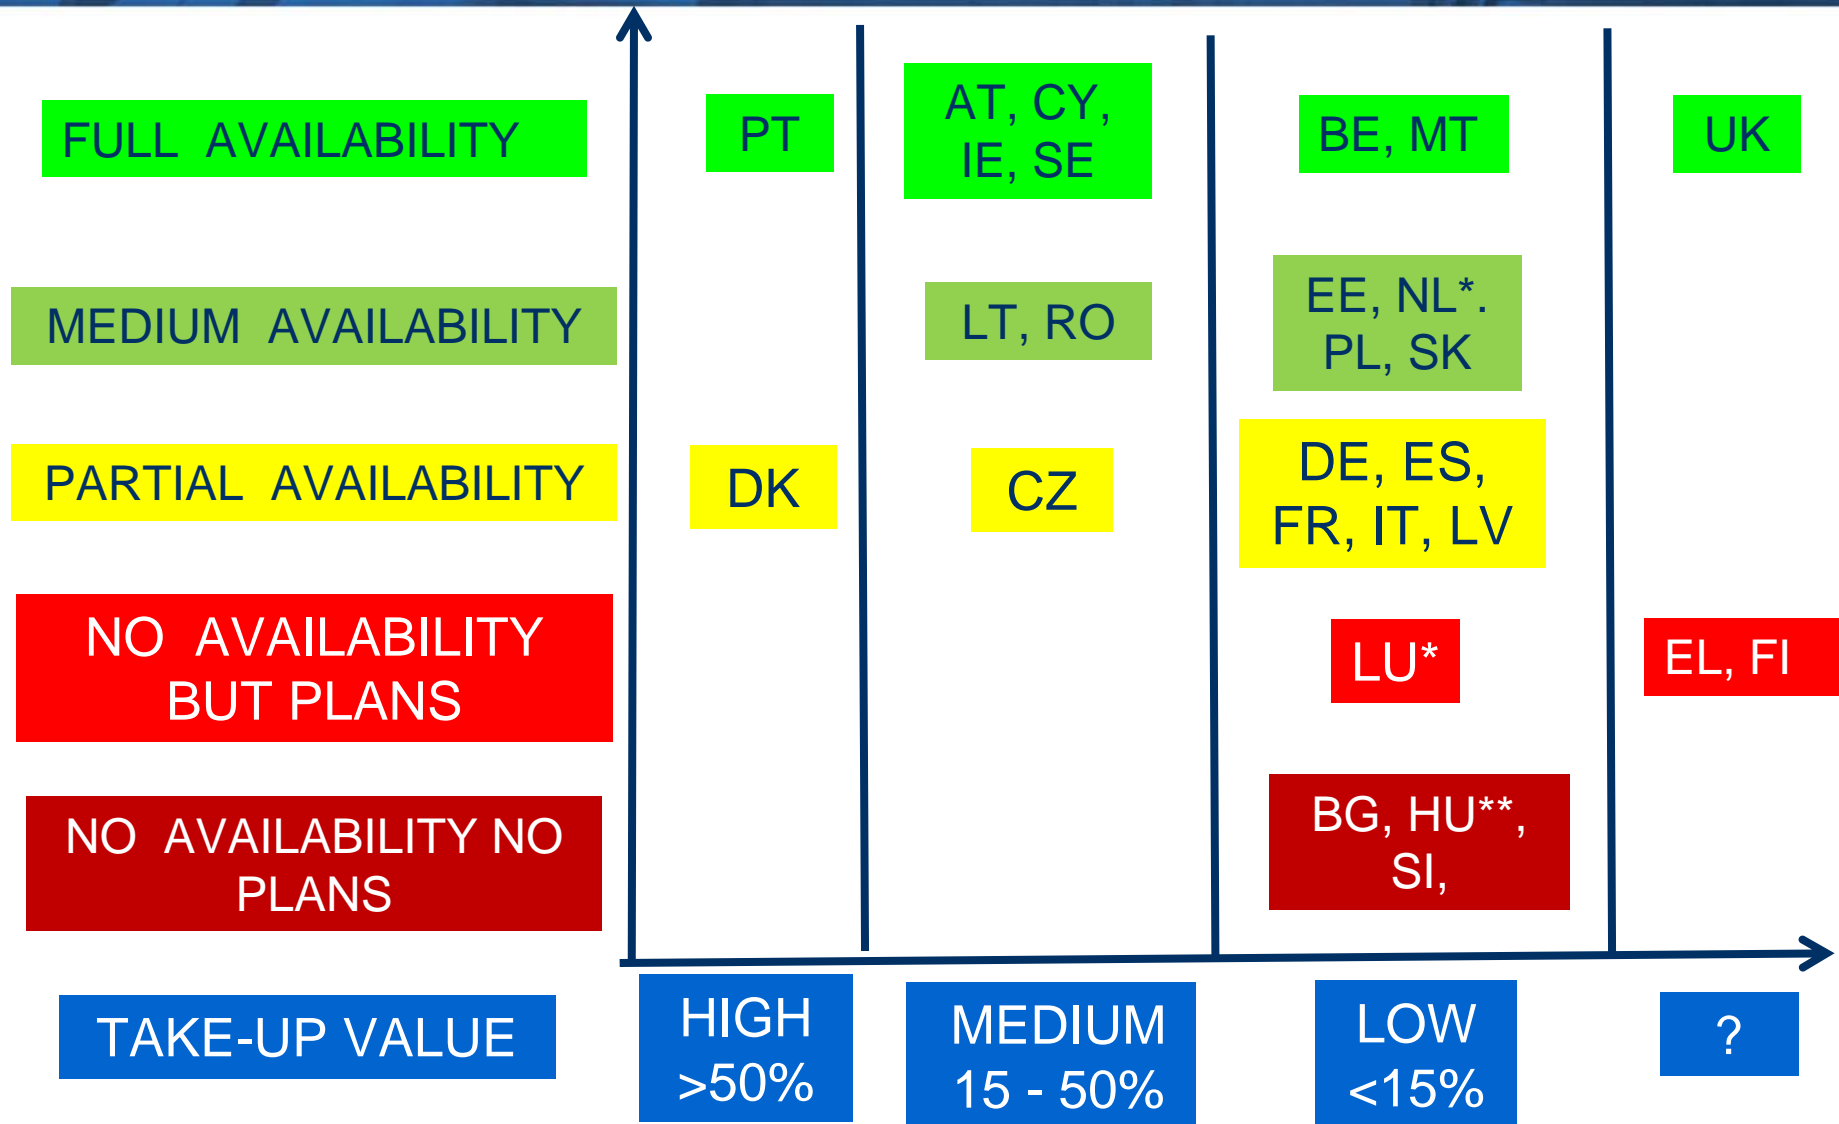 FULL AVAILABILITY
PT
AT, CY,
IE, SE
BE, MT
UK
MEDIUM AVAILABILITY
LT, RO
EE, NL*.
PL, SK
PARTIAL AVAILABILITY
DK
CZ
DE, ES,
FR, IT, LV
NO AVAILABILITY
BUT PLANS
LU*
EL, FI
NO AVAILABILITY NO
PLANS
BG, HU**,
SI,
TAKE-UP VALUE
HIGH
>50%
MEDIUM
15 - 50%
LOW
<15%
?